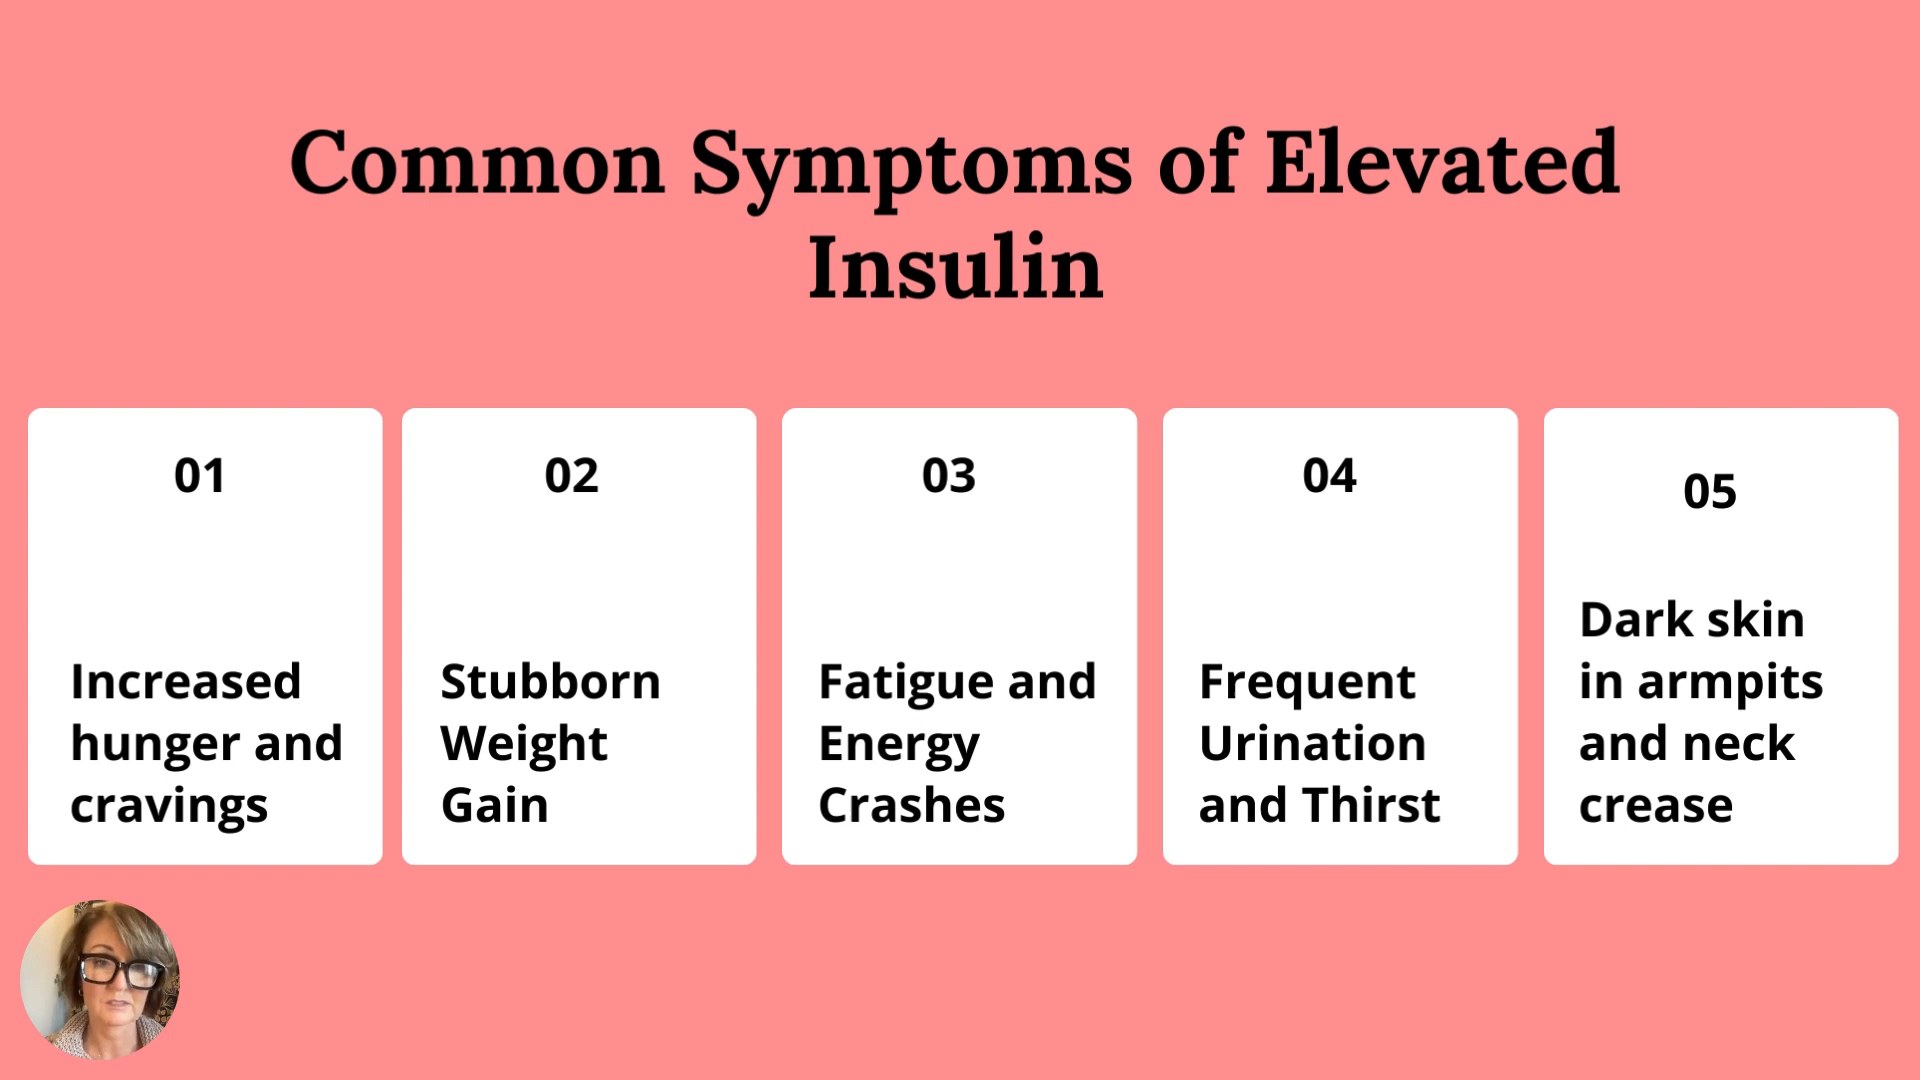 Common Symptoms of Elevated
Insulin
01
Increased
hunger and
cravings
02
Stubborn
Weight
Gain
03
Fatigue and
Energy
Crashes
04
Frequent
Urination
and Thirst
05
Dark skin
in armpits
and neck
crease